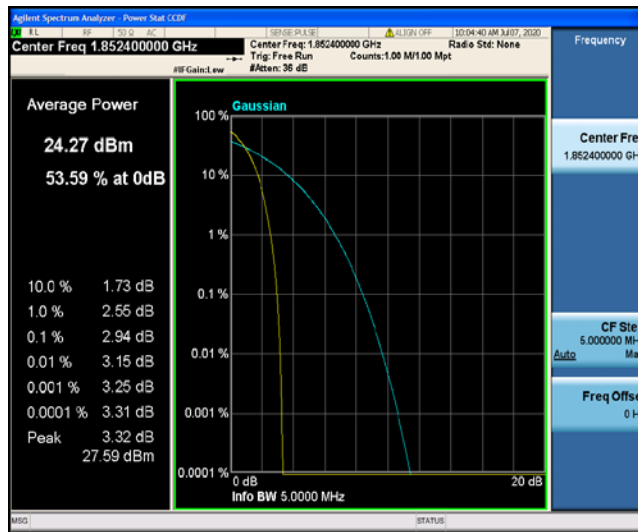 Agilent Spectrum Analyzer - Power Stat CCDF
RL RF 50 Ω AC SENSE:PULSE ALIGN OFF 10:04:40 AM Jul07, 2020
Center Freq 1.852400000 GHz
Center Freq: 1.852400000 GHz Radio Std: None
Trig: Free Run Counts:1.00 M/1.00 Mpt
#IFGain:Low #Atten: 36 dB
Frequency
Average Power
24.27 dBm
53.59 % at 0dB
10.0 % 1.73 dB
1.0 % 2.55 dB
0.1 % 2.94 dB
0.01 % 3.15 dB
0.001 % 3.25 dB
0.0001 % 3.31 dB
Peak 3.32 dB
27.59 dBm
Gaussian
100 %
10 %
1 %
0.1 %
0.01 %
0.001 %
0.0001 %
0 dB 20 dB
Info BW 5.0000 MHz
Center Fre
1.852400000 GH
CF Ste
5.000000 MH
Auto Ma
Freq Offse
0 H
MSG STATUS